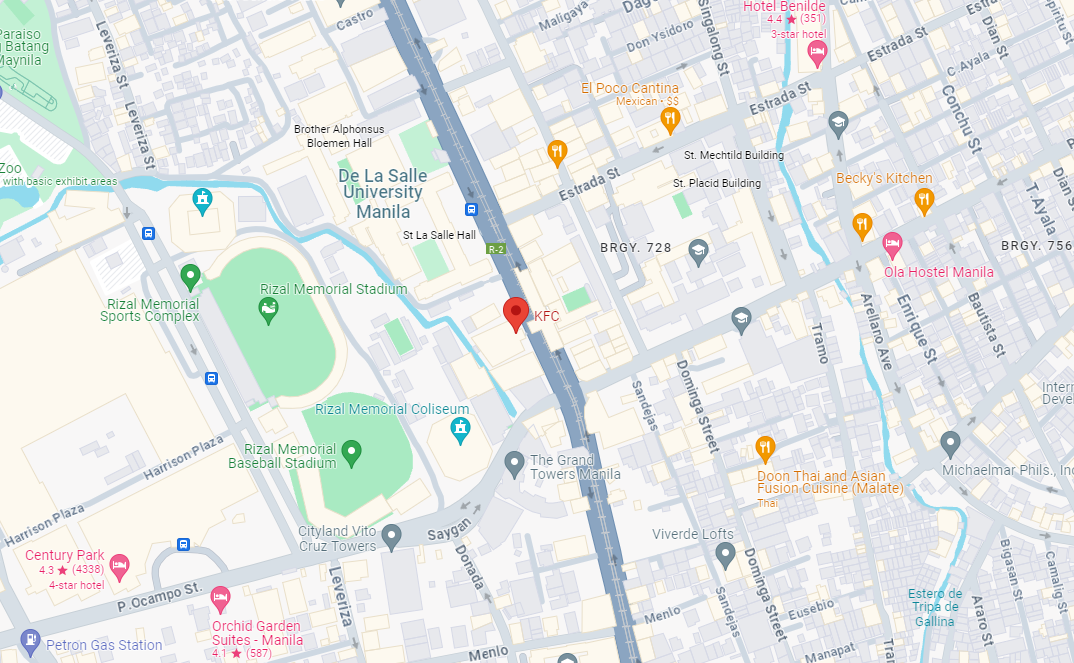 Paraiso
Batang
Maynila
Leveriza St
Leveriza St
Castro
Maligaya
Don Ysidoro
Singalong St
Hotel Benilde
4.4 ★ (351)
3-star hotel
Estrada St
Dian St
C.Ayala
Conchu St
El Poco Cantina
Mexican • $$
Estrada St
Brother Alphonsus
Bloemen Hall
De La Salle
University
Manila
St. Mechtild Building
St. Placid Building
Estrada St
Becky's Kitchen
Dian St
T. Ayala
Zoo
with basic exhibit areas
St La Salle Hall
R-2
BRGY. 728
BRGY. 756
Ola Hostel Manila
Rizal Memorial Stadium
Rizal Memorial
Sports Complex
KFC
Arellano Ave
Enrique St
Bautista St
Tramo
Sandejas
Dominga Street
Rizal Memorial Coliseum
Rizal Memorial
Baseball Stadium
Harrison Plaza
The Grand
Towers Manila
Doon Thai and Asian
Fusion Cuisine (Malate)
Thai
Michaelmar Phils., Inc
Harrison Plaza
Cityland Vito
Cruz Towers
Saygan
Viverde Lofts
Donada
Century Park
4.3 ★ (4338)
4-star hotel
P.Ocampo St.
Leveriza
Orchid Garden
Suites - Manila
4.1 ★ (587)
Petron Gas Station
Menlo
Menlo
Sandejas
Dominga Street
Eusebio
Manapat
Estero de
Tripa de
Gallina
Araro St
Bigasan St
Camalig St